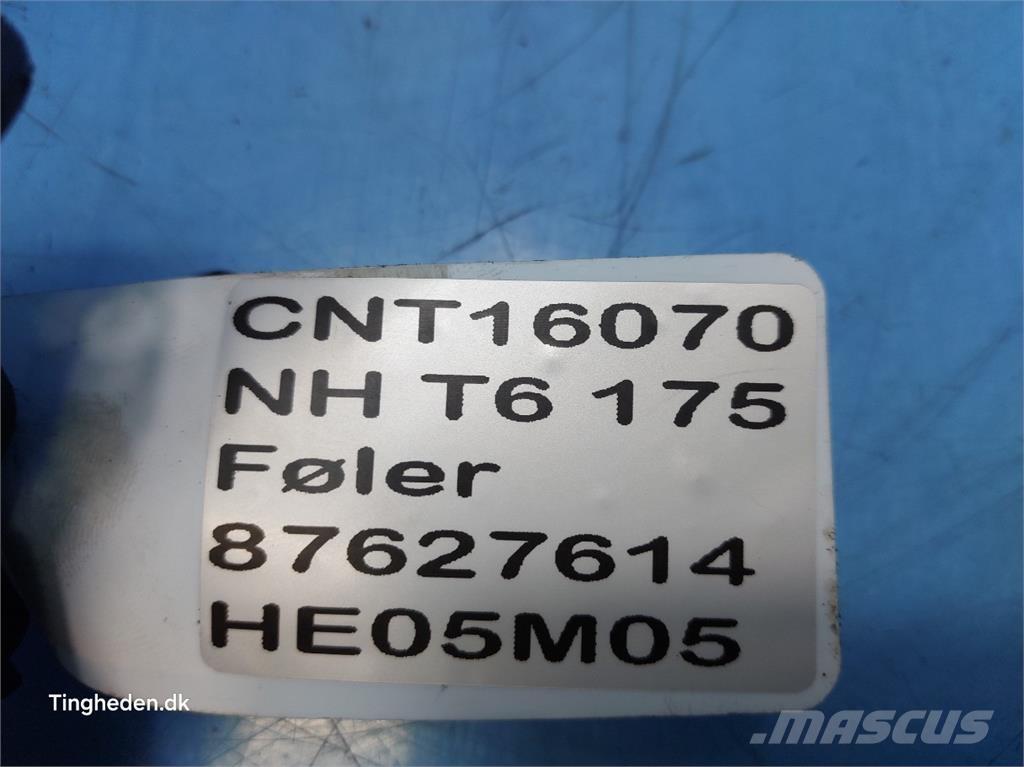 CNT16070
NH T6 175
Føler
87627614
HE05M05
Tingheden.dk
MASCUS